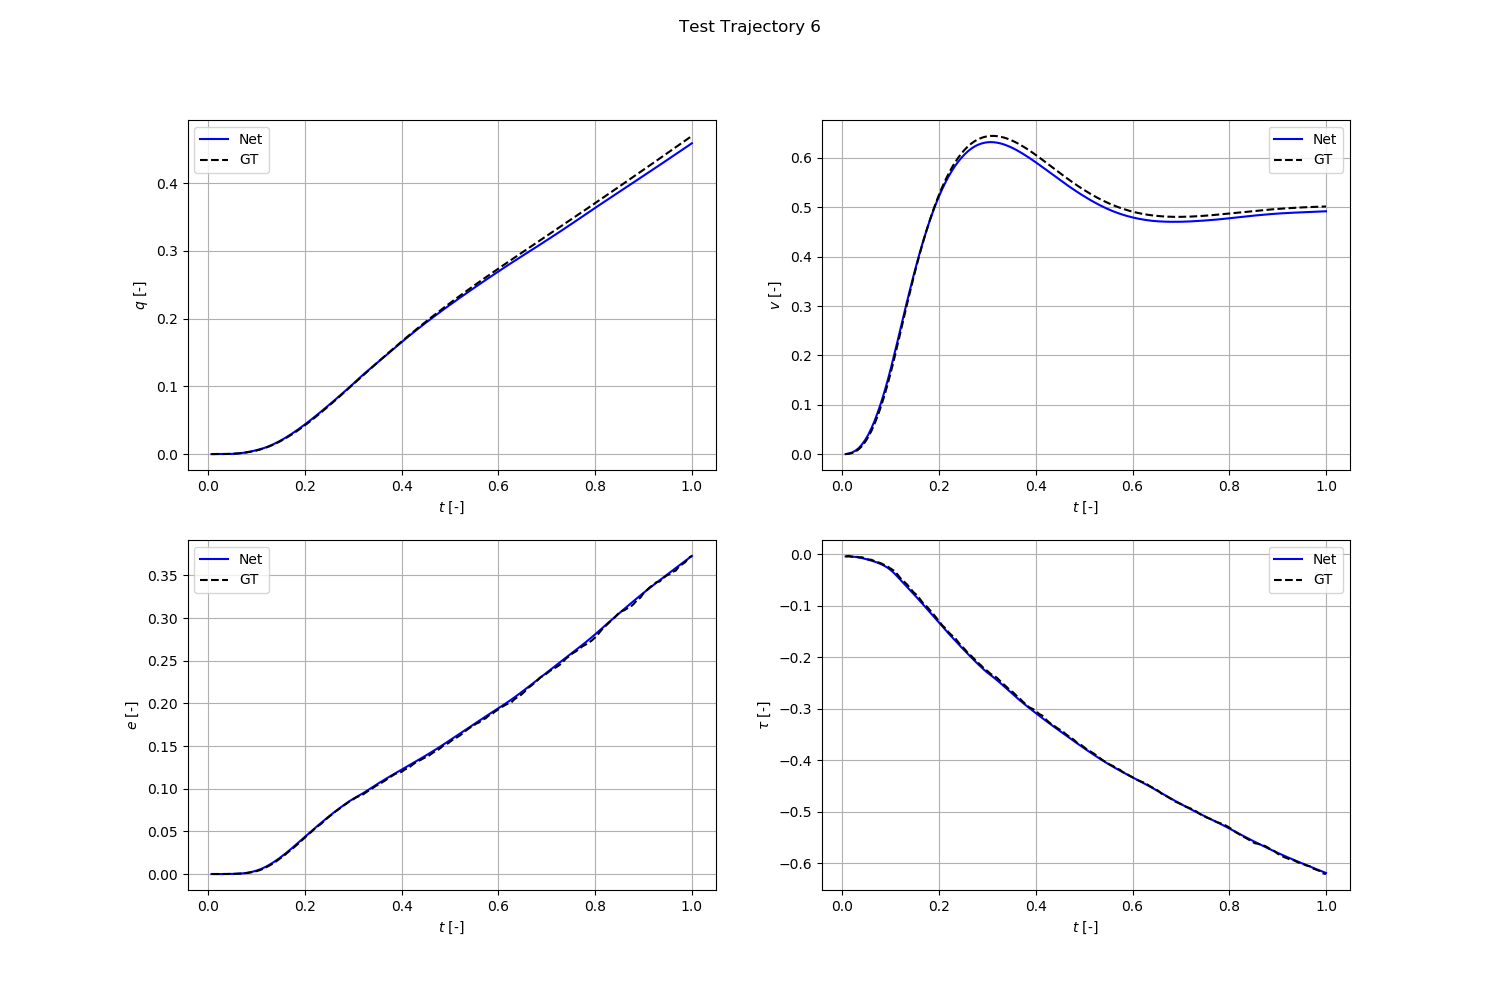 Test Trajectory 6
Net
GT
q [-]
0.4
0.3
0.2
0.1
0.0
0.0 0.2 0.4 0.6 0.8 1.0
t [-]
Net
GT
v [-]
0.6
0.5
0.4
0.3
0.2
0.1
0.0
0.0 0.2 0.4 0.6 0.8 1.0
t [-]
Net
GT
e [-]
0.35
0.30
0.25
0.20
0.15
0.10
0.05
0.00
0.0 0.2 0.4 0.6 0.8 1.0
t [-]
Net
GT
τ [-]
0.0
−0.1
−0.2
−0.3
−0.4
−0.5
−0.6
0.0 0.2 0.4 0.6 0.8 1.0
t [-]